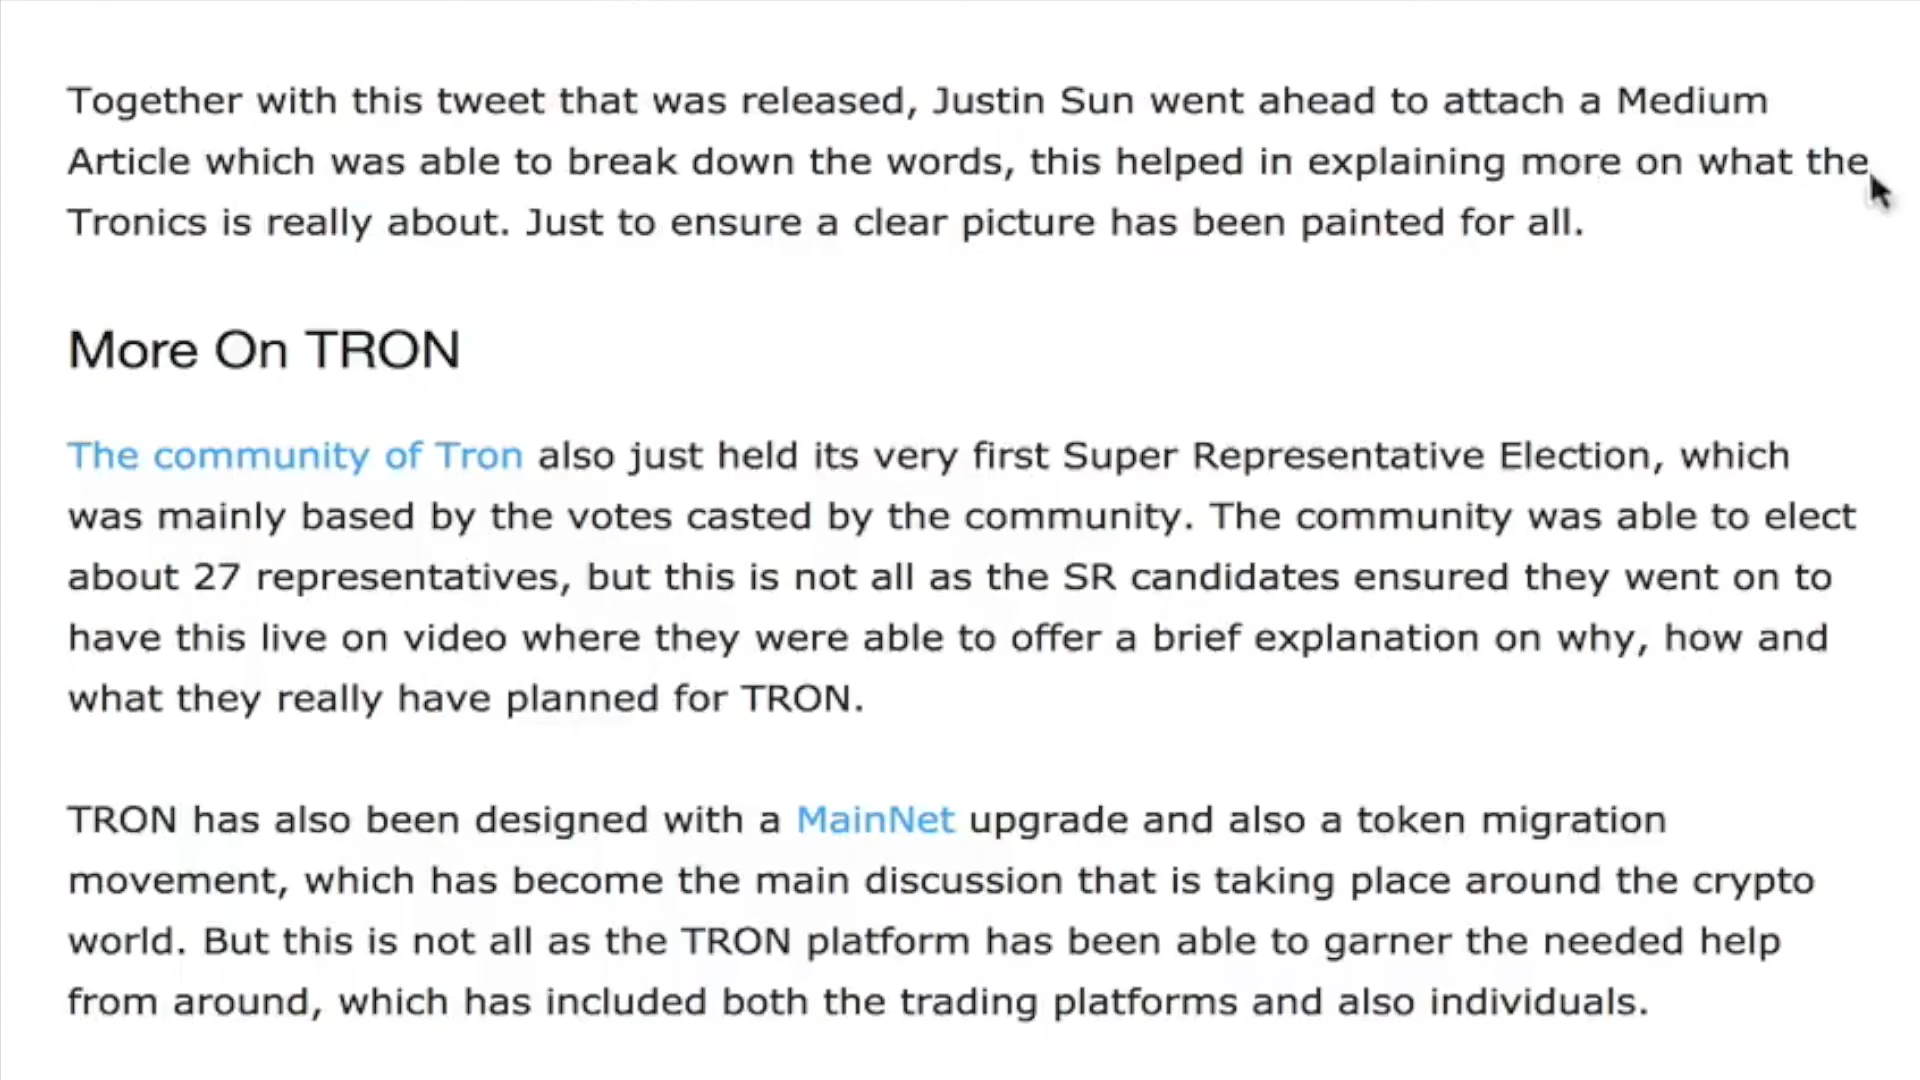 Together with this tweet that was released, Justin Sun went ahead to attach a Medium
Article which was able to break down the words, this helped in explaining more on what the
Tronics is really about. Just to ensure a clear picture has been painted for all.
More On TRON
The community of Tron also just held its very first Super Representative Election, which
was mainly based by the votes casted by the community. The community was able to elect
about 27 representatives, but this is not all as the SR candidates ensured they went on to
have this live on video where they were able to offer a brief explanation on why, how and
what they really have planned for TRON.
TRON has also been designed with a MainNet upgrade and also a token migration
movement, which has become the main discussion that is taking place around the crypto
world. But this is not all as the TRON platform has been able to garner the needed help
from around, which has included both the trading platforms and also individuals.